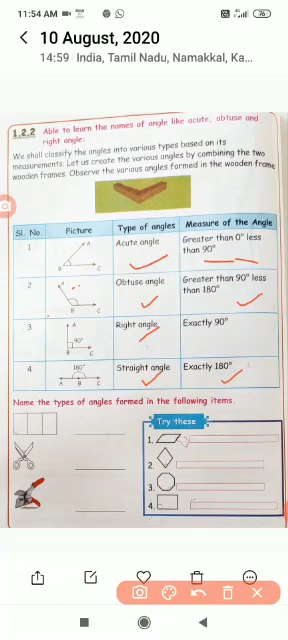 11:54 AM
4G
76
10 August, 2020
14:59 India, Tamil Nadu, Namakkal, Ka...
1.2.2 Able to learn the names of angle like acute, obtuse and
right angle:
We shall classify the angles into various types based on its
measurements. Let us create the various angles by combining the two
wooden frames. Observe the various angles formed in the wooden frame
Sl. No. Picture Type of angles Measure of the Angle
1 A B C Acute angle Greater than 0° less
than 90°
2 A B C Obtuse angle Greater than 90° less
than 180°
3 A 90° B C Right angle Exactly 90°
4 180° A B C Straight angle Exactly 180°
Name the types of angles formed in the following items.
Try these
1.
2.
3.
4.